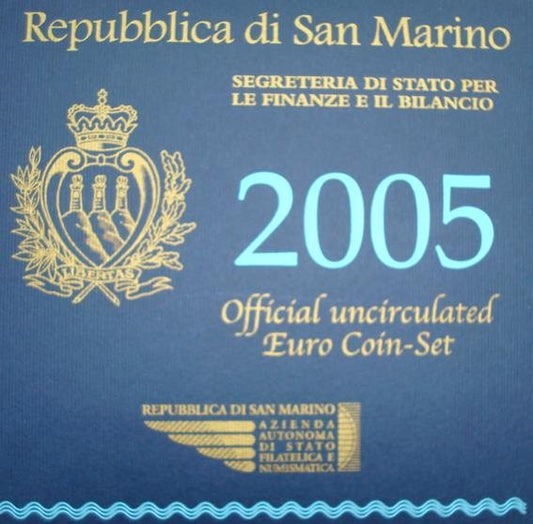 Repubblica di San Marino
SEGRETERIA DI STATO PER
LE FINANZE E IL BILANCIO
2005
LIBERTAS
Official uncirculated
Euro Coin-Set
REPUBBLICA DI SAN MARINO
AZIENDA
AUTONOMA
DI STATO
FILATELICA E
NUMISMATICA